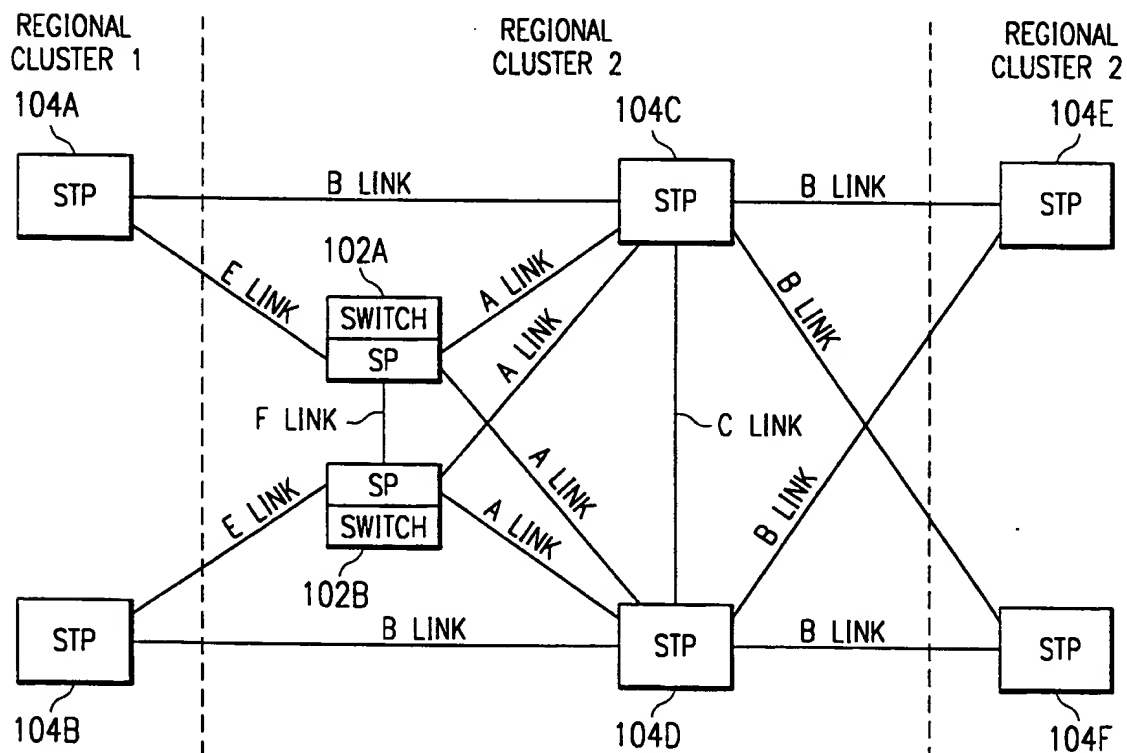 REGIONAL
CLUSTER 1
REGIONAL
CLUSTER 2
REGIONAL
CLUSTER 2
104A
104C
104E
STP
B LINK
STP
B LINK
STP
102A
E LINK
A LINK
B LINK
SWITCH
SP
A LINK
F LINK
C LINK
SP
SWITCH
A LINK
E LINK
A LINK
B LINK
102B
STP
B LINK
STP
B LINK
STP
104B
104D
104F